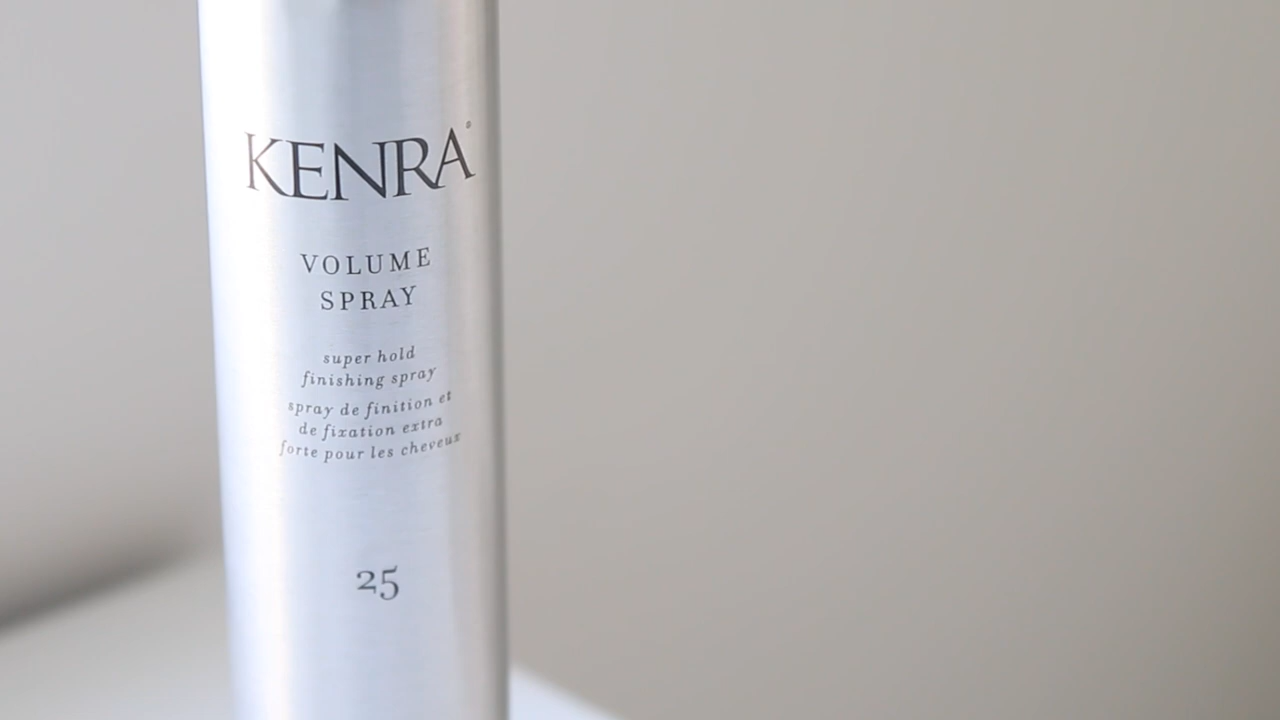 KENRA
VOLUME
SPRAY
super hold
finishing spray
spray de finition et
de fixation extra
forte pour les cheveux
25